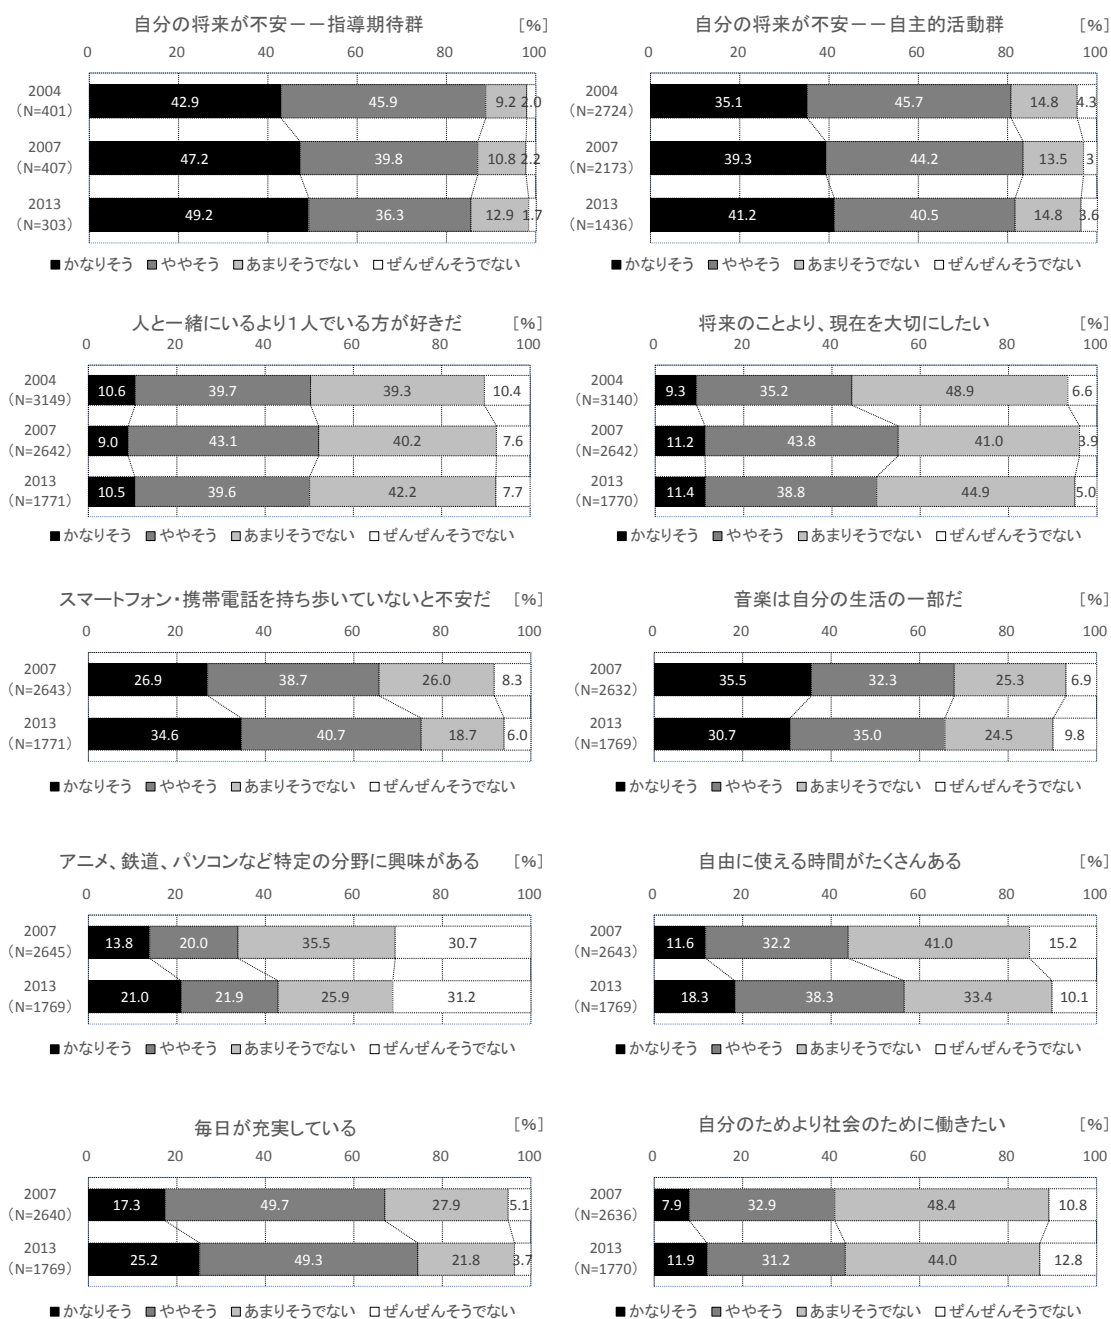 自分の将来が不安－－指導期待群 [%]
0 20 40 60 80 100
2004
(N=401)
42.9 45.9 9.2 2.0
2007
(N=407)
47.2 39.8 10.8 2.2
2013
(N=303)
49.2 36.3 12.9 1.7
■かなりそう ■ややそう □あまりそうでない □ぜんぜんそうでない
自分の将来が不安－－自主的活動群 [%]
0 20 40 60 80 100
2004
(N=2724)
35.1 45.7 14.8 4.3
2007
(N=2173)
39.3 44.2 13.5 3
2013
(N=1436)
41.2 40.5 14.8 3.6
■かなりそう ■ややそう □あまりそうでない □ぜんぜんそうでない
人と一緒にいるより1人でいる方が好きだ [%]
0 20 40 60 80 100
2004
(N=3149)
10.6 39.7 39.3 10.4
2007
(N=2642)
9.0 43.1 40.2 7.6
2013
(N=1771)
10.5 39.6 42.2 7.7
■かなりそう ■ややそう □あまりそうでない □ぜんぜんそうでない
将来のことより、現在を大切にしたい [%]
0 20 40 60 80 100
2004
(N=3140)
9.3 35.2 48.9 6.6
2007
(N=2642)
11.2 43.8 41.0 3.9
2013
(N=1770)
11.4 38.8 44.9 5.0
■かなりそう ■ややそう □あまりそうでない □ぜんぜんそうでない
スマートフォン・携帯電話を持ち歩いていないと不安だ [%]
0 20 40 60 80 100
2007
(N=2643)
26.9 38.7 26.0 8.3
2013
(N=1771)
34.6 40.7 18.7 6.0
■かなりそう ■ややそう □あまりそうでない □ぜんぜんそうでない
音楽は自分の生活の一部だ [%]
0 20 40 60 80 100
2007
(N=2632)
35.5 32.3 25.3 6.9
2013
(N=1769)
30.7 35.0 24.5 9.8
■かなりそう ■ややそう □あまりそうでない □ぜんぜんそうでない
アニメ、鉄道、パソコンなど特定の分野に興味がある [%]
0 20 40 60 80 100
2007
(N=2645)
13.8 20.0 35.5 30.7
2013
(N=1769)
21.0 21.9 25.9 31.2
■かなりそう ■ややそう □あまりそうでない □ぜんぜんそうでない
自由に使える時間がたくさんある [%]
0 20 40 60 80 100
2007
(N=2643)
11.6 32.2 41.0 15.2
2013
(N=1769)
18.3 38.3 33.4 10.1
■かなりそう ■ややそう □あまりそうでない □ぜんぜんそうでない
毎日が充実している [%]
0 20 40 60 80 100
2007
(N=2640)
17.3 49.7 27.9 5.1
2013
(N=1769)
25.2 49.3 21.8 3.7
■かなりそう ■ややそう □あまりそうでない □ぜんぜんそうでない
自分のためより社会のために働きたい [%]
0 20 40 60 80 100
2007
(N=2636)
7.9 32.9 48.4 10.8
2013
(N=1770)
11.9 31.2 44.0 12.8
■かなりそう ■ややそう □あまりそうでない □ぜんぜんそうでない